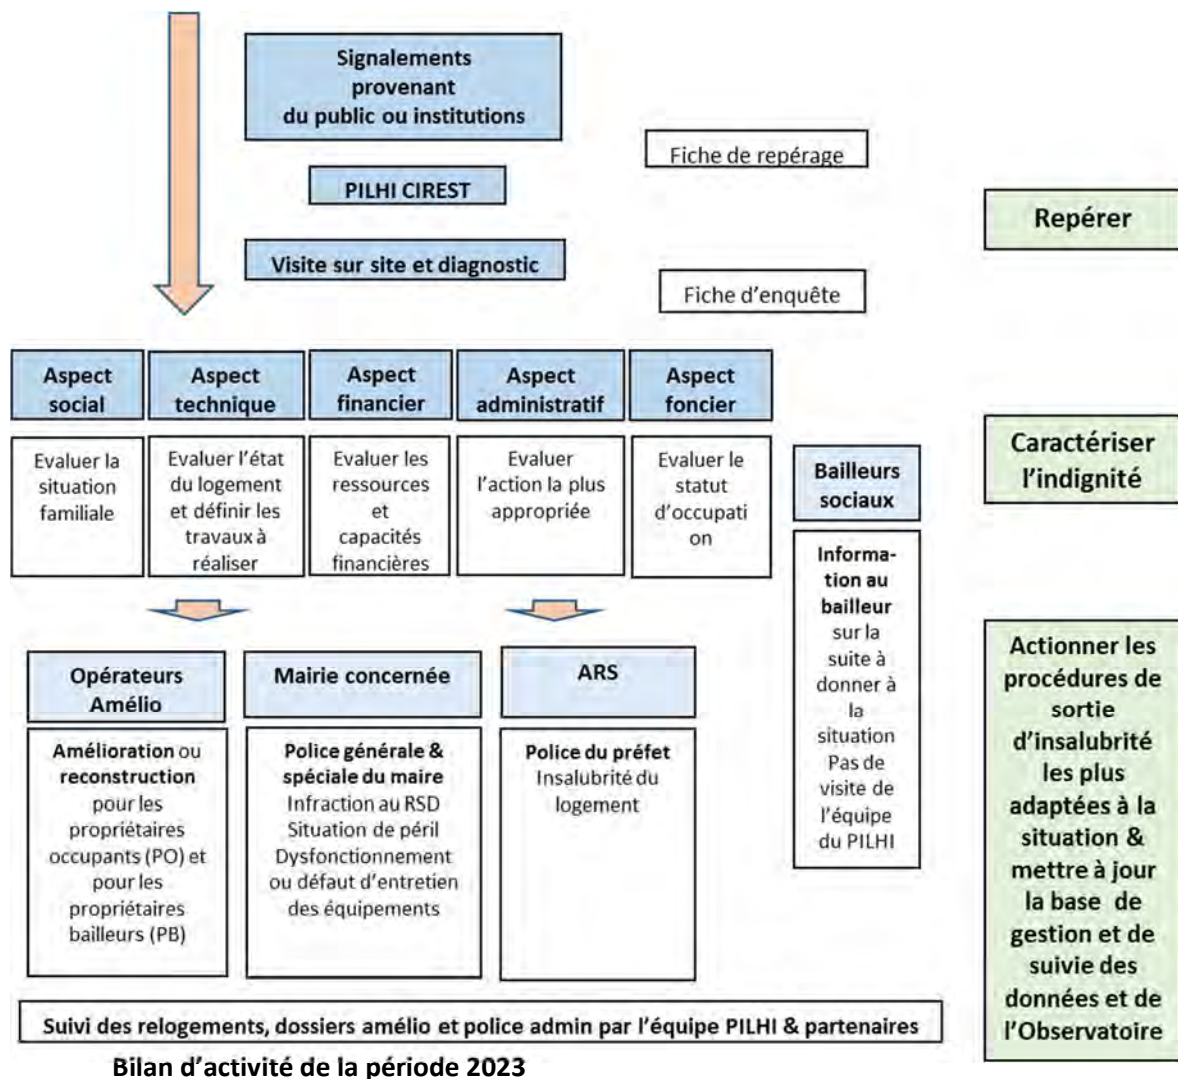 Signalements
provenant
du public ou institutions
Fiche de repérage
PILHI CIREST
Repérer
Visite sur site et diagnostic
Fiche d'enquête
Aspect
social
Aspect
technique
Aspect
financier
Aspect
administratif
Aspect
foncier
Evaluer la
situation
familiale
Evaluer l'état
du logement
et définir les
travaux à
réaliser
Evaluer les
ressources
et
capacités
financières
Evaluer
l'action la plus
appropriée
Evaluer le
statut
d'occupati
on
Bailleurs
sociaux
Caractériser
l'indignité
Informa-
tion au
bailleur
sur la
suite à
donner à
la
situation
Pas de
visite de
l'équipe
du PILHI
Opérateurs
Amélio
Amélioration ou
reconstruction
pour les
propriétaires
occupants (PO) et
pour les
propriétaires
bailleurs (PB)
Mairie concernée
Police générale &
spéciale du maire
Infraction au RSD
Situation de péril
Dysfonctionnement
ou défaut d'entretien
des équipements
ARS
Police du préfet
Insalubrité du
logement
Actionner les
procédures de
sortie
d'insalubrité
les plus
adaptées à la
situation &
mettre à jour
la base de
gestion et de
suivie des
données et de
l'Observatoire
Suivi des relogements, dossiers amélio et police admin par l'équipe PILHI & partenaires
Bilan d'activité de la période 2023